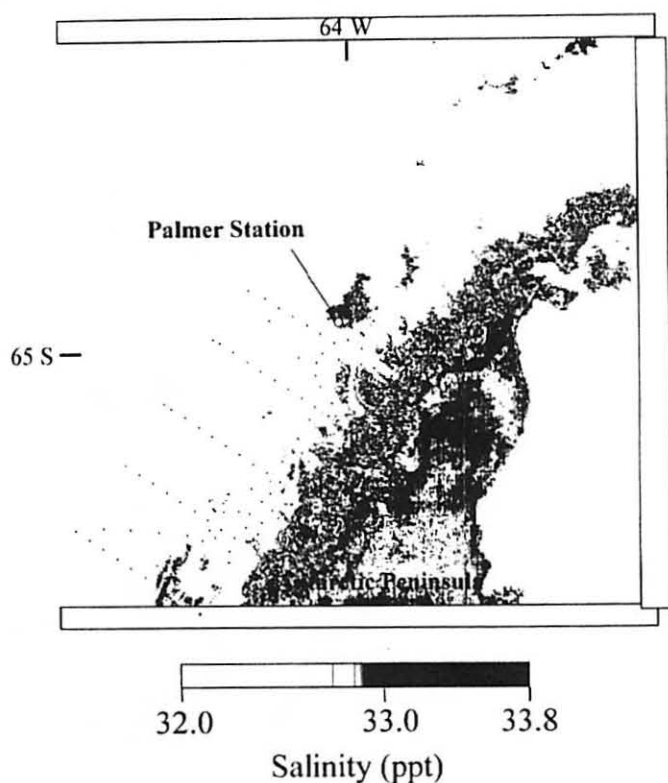 64 W
Palmer Station
65 S
Antarctic Peninsula
32.0 33.0 33.8
Salinity (ppt)